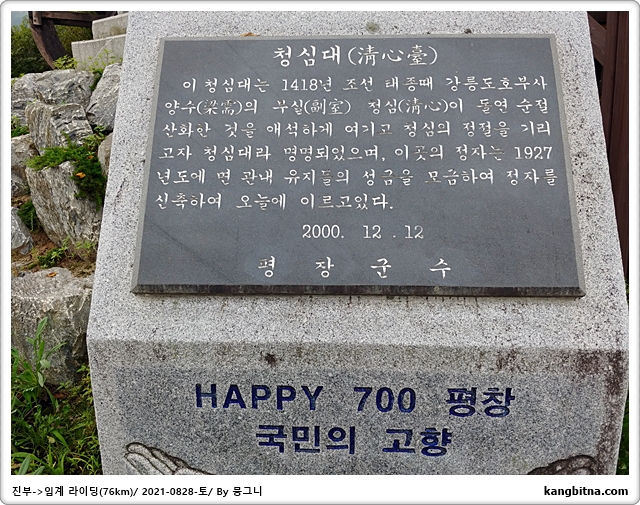 청심대(淸心臺)
이 청심대는 1418년 조선 태종때 강릉도호부사
양수(梁需)의 부실(副室) 청심(淸心)이 돌연 순절
산화한 것을 애석하게 여기고 청심의 정절을 기리
고자 청심대라 명명되었으며, 이곳의 정자는 1927
년도에 면 관내 유지들의 성금을 모금하여 정자를
신축하여 오늘에 이르고있다.
2000. 12 . 12
평 창 군 수
HAPPY 700 평창
국민의 고향
진부->임계 라이딩(76km)/ 2021-0828-토/ By 뭉그니
kangbitna.com